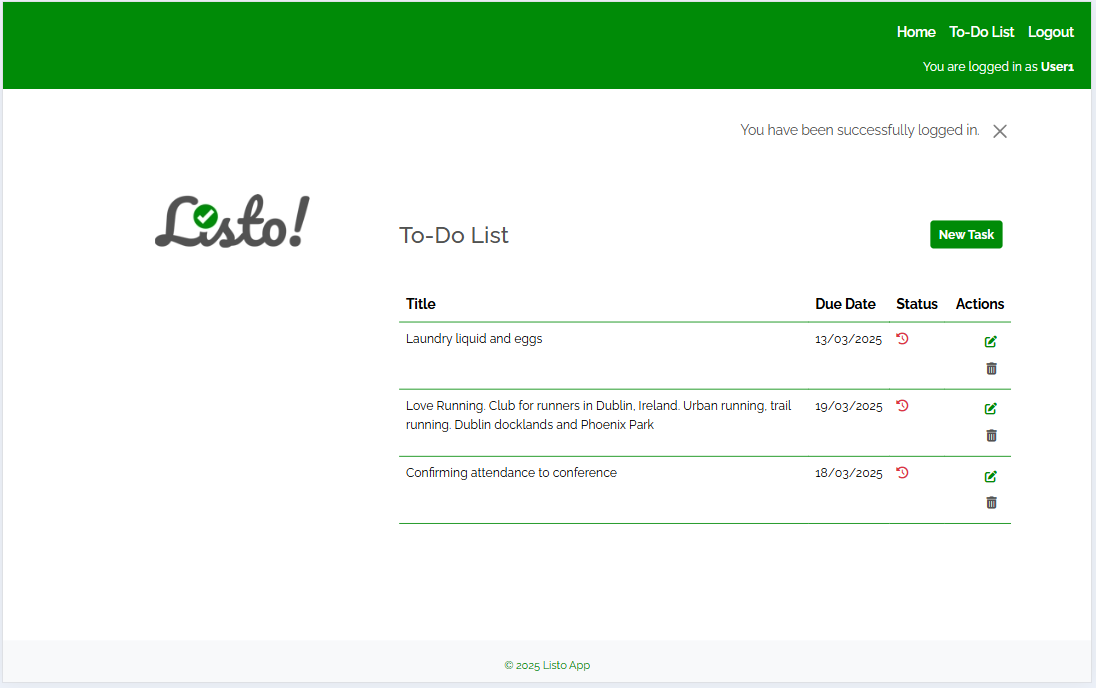 Home To-Do List Logout
You are logged in as User1
You have been successfully logged in.
Listo!
To-Do List
New Task
Title Due Date Status Actions
Laundry liquid and eggs 13/03/2025
Love Running. Club for runners in Dublin, Ireland. Urban running, trail 19/03/2025
running. Dublin docklands and Phoenix Park
Confirming attendance to conference 18/03/2025
© 2025 Listo App